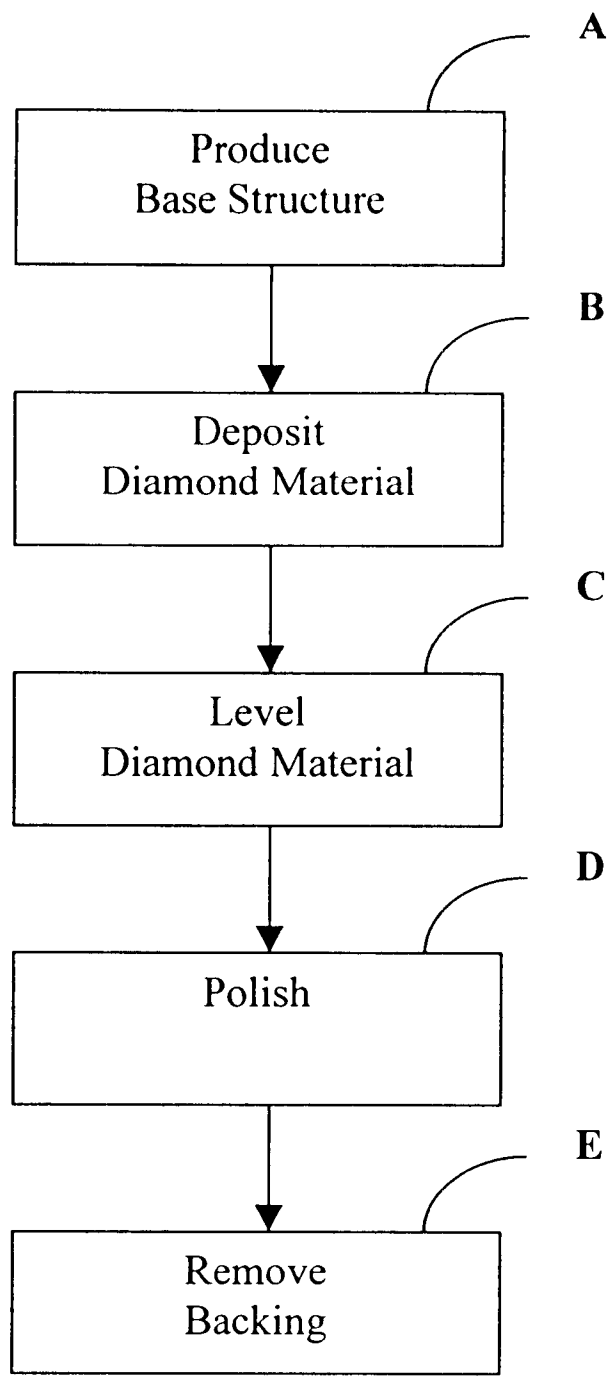 A
Produce
Base Structure
B
Deposit
Diamond Material
C
Level
Diamond Material
D
Polish
E
Remove
Backing